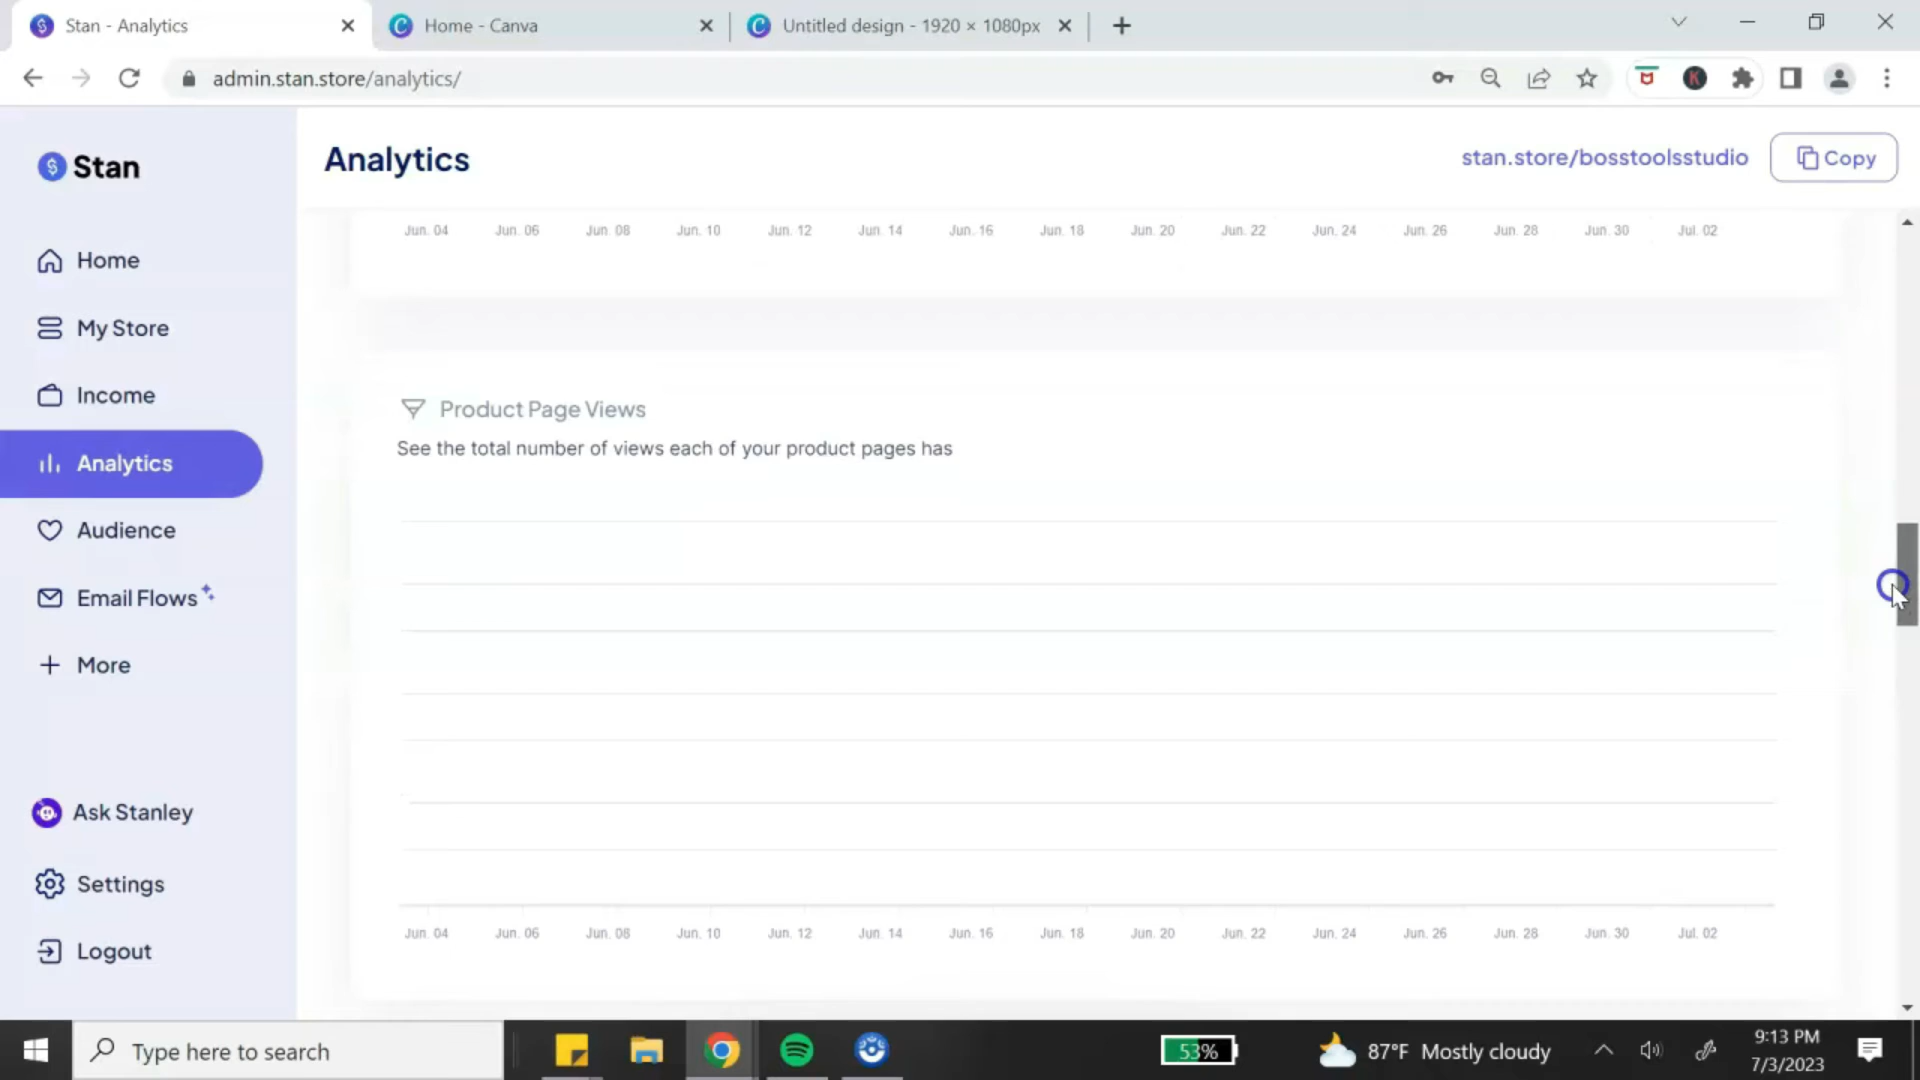 Stan - Analytics
Home - Canva
Untitled design - 1920 × 1080px
admin.stan.store/analytics/
Stan
Analytics
stan.store/bosstoolsstudio
Copy
Home
My Store
Income
Analytics
Audience
Email Flows
More
Ask Stanley
Settings
Logout
Jun. 04 Jun. 06 Jun. 08 Jun. 10 Jun. 12 Jun. 14 Jun. 16 Jun. 18 Jun. 20 Jun. 22 Jun. 24 Jun. 26 Jun. 28 Jun. 30 Jul. 02
Product Page Views
See the total number of views each of your product pages has
Jun. 04 Jun. 06 Jun. 08 Jun. 10 Jun. 12 Jun. 14 Jun. 16 Jun. 18 Jun. 20 Jun. 22 Jun. 24 Jun. 26 Jun. 28 Jun. 30 Jul. 02
Type here to search
53%
87°F Mostly cloudy
9:13 PM
7/3/2023